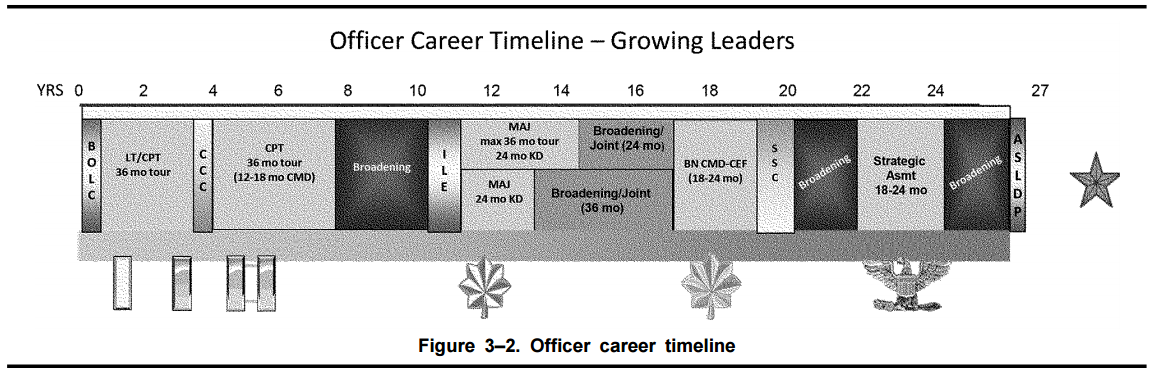 Officer Career Timeline – Growing Leaders
YRS 0 2 4 6 8 10 12 14 16 18 20 22 24 27
BOLC
LT/CPT
36 mo tour
CCC
CPT
36 mo tour
(12-18 mo CMD)
Broadening
ILE
MAJ
max 36 mo tour
24 mo KD
Broadening/
Joint (24 mo)
MAJ
24 mo KD
Broadening/Joint
(36 mo)
BN CMD-CEF
(18-24 mo)
SSC
Broadening
Strategic
Asmt
18-24 mo
Broadening
ASLDP
Figure 3–2. Officer career timeline